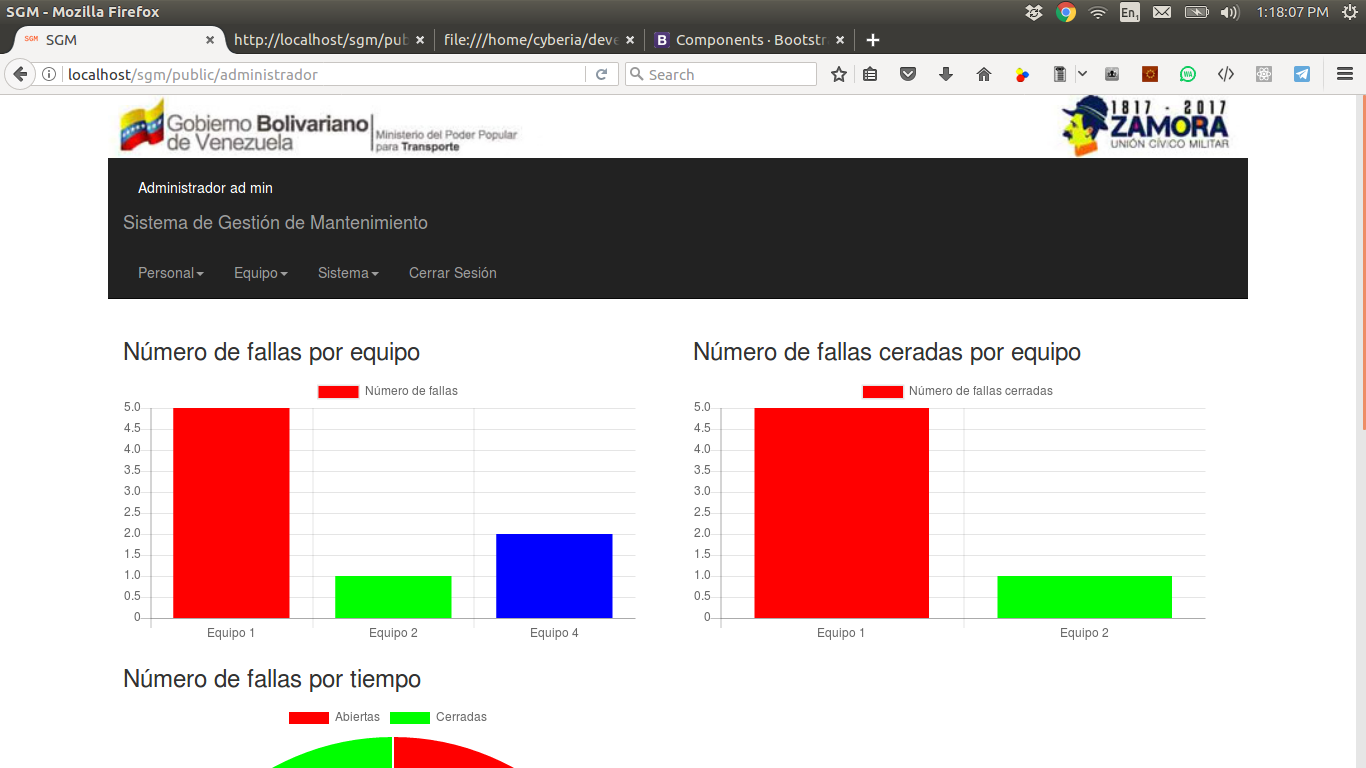 SGM - Mozilla Firefox
En1
1:18:07 PM
SGM SGM
http://localhost/sgm/pub
file:///home/cyberia/deve
B Components · Bootstra
localhost/sgm/public/administrador
Search
Gobierno Bolivariano
de Venezuela
Ministerio del Poder Popular
para Transporte
1817 - 2017
ZAMORA
UNIÓN CÍVICO MILITAR
Administrador ad min
Sistema de Gestión de Mantenimiento
Personal
Equipo
Sistema
Cerrar Sesión
Número de fallas por equipo
Número de fallas
5.0
4.5
4.0
3.5
3.0
2.5
2.0
1.5
1.0
0.5
0
Equipo 1
Equipo 2
Equipo 4
Número de fallas ceradas por equipo
Número de fallas cerradas
5.0
4.5
4.0
3.5
3.0
2.5
2.0
1.5
1.0
0.5
0
Equipo 1
Equipo 2
Número de fallas por tiempo
Abiertas
Cerradas